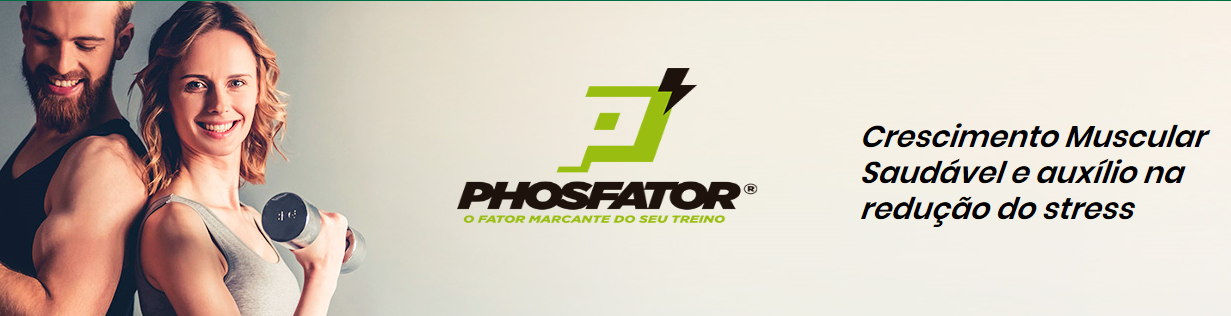 PHOSFATOR®
O FATOR MARCANTE DO SEU TREINO
Crescimento Muscular
Saudável e auxílio na
redução do stress